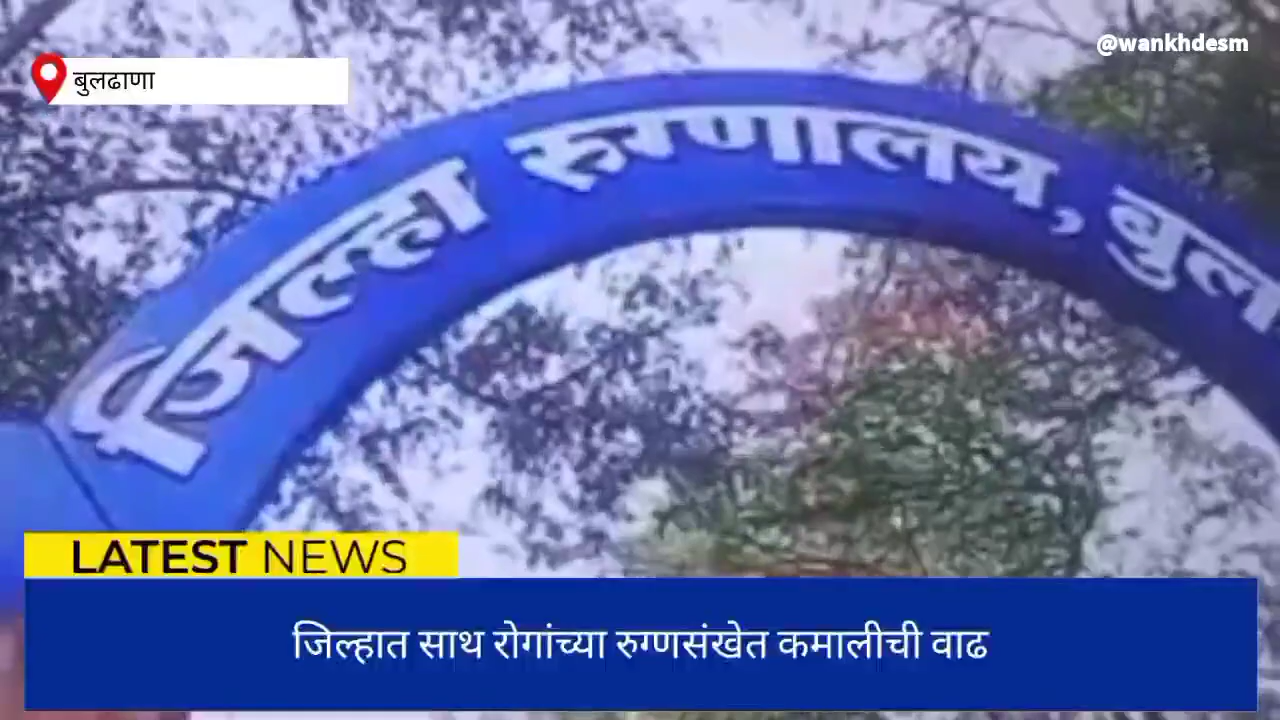 @wankhdesm
बुलढाणा
जिल्हा रुग्णालय, बुल
LATEST NEWS
जिल्हात साथ रोगांच्या रुग्णसंखेत कमालीची वाढ